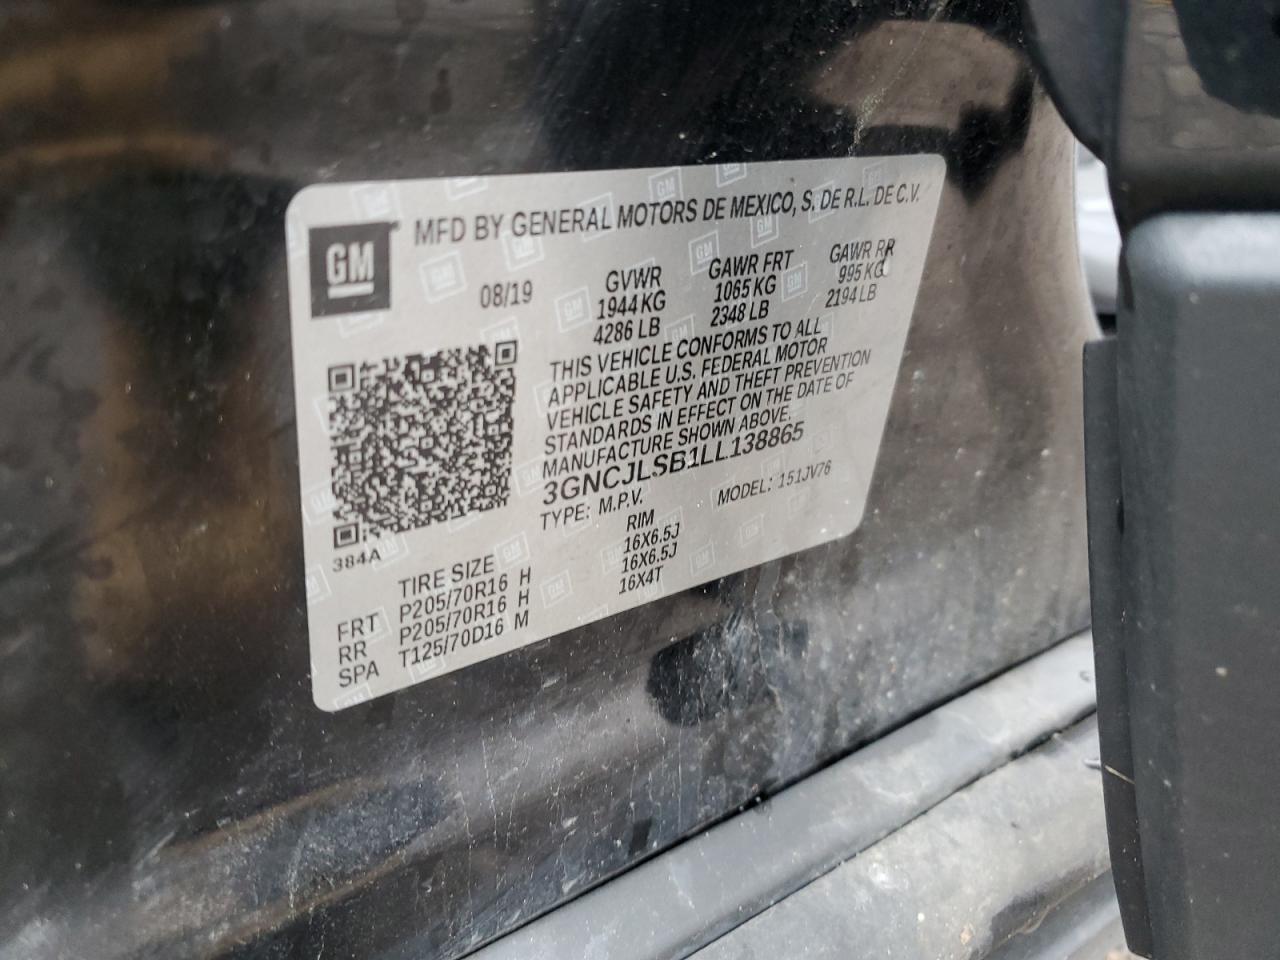 GM
MFD BY GENERAL MOTORS DE MEXICO, S. DE R.L. DE C.V.
08/19
GVWR
1944 KG
4286 LB
GAWR FRT
1065 KG
2348 LB
GAWR RR
995 KG
2194 LB
THIS VEHICLE CONFORMS TO ALL
APPLICABLE U.S. FEDERAL MOTOR
VEHICLE SAFETY AND THEFT PREVENTION
STANDARDS IN EFFECT ON THE DATE OF
MANUFACTURE SHOWN ABOVE.
3GNCJLSB1LL138865
TYPE: M.P.V. MODEL: 151JV76
384A
TIRE SIZE RIM
FRT P205/70R16 H 16X6.5J
RR P205/70R16 H 16X6.5J
SPA T125/70D16 M 16X4T